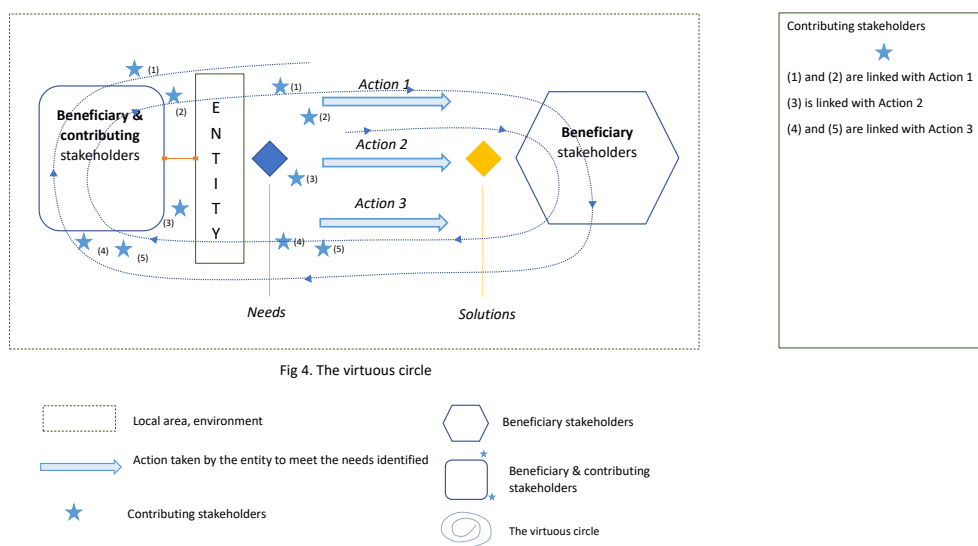 Contributing stakeholders
(1) and (2) are linked with Action 1
(3) is linked with Action 2
(4) and (5) are linked with Action 3
(1)
(2)
Beneficiary &
contributing
stakeholders
(3)
(4)
(5)
E
N
T
I
T
Y
(1)
(2)
(3)
(4)
(5)
Action 1
Action 2
Action 3
Beneficiary
stakeholders
Needs
Solutions
Fig 4. The virtuous circle
Local area, environment
Action taken by the entity to meet the needs identified
Contributing stakeholders
Beneficiary stakeholders
Beneficiary & contributing
stakeholders
The virtuous circle